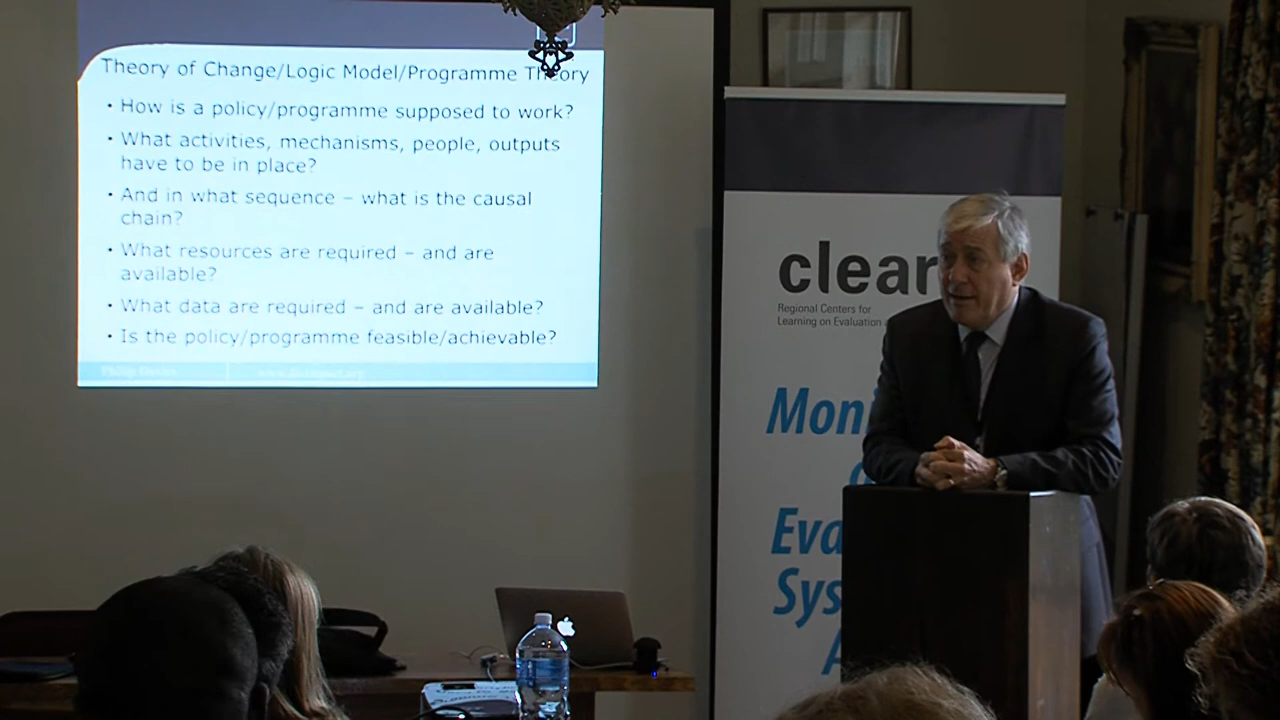 Theory of Change/Logic Model/Programme Theory
• How is a policy/programme supposed to work?
• What activities, mechanisms, people, outputs
have to be in place?
• And in what sequence – what is the causal
chain?
• What resources are required – and are
available?
• What data are required – and are available?
• Is the policy/programme feasible/achievable?
clear
Regional Centers for
Learning on Evaluation
Moni
Eva
Sys
A